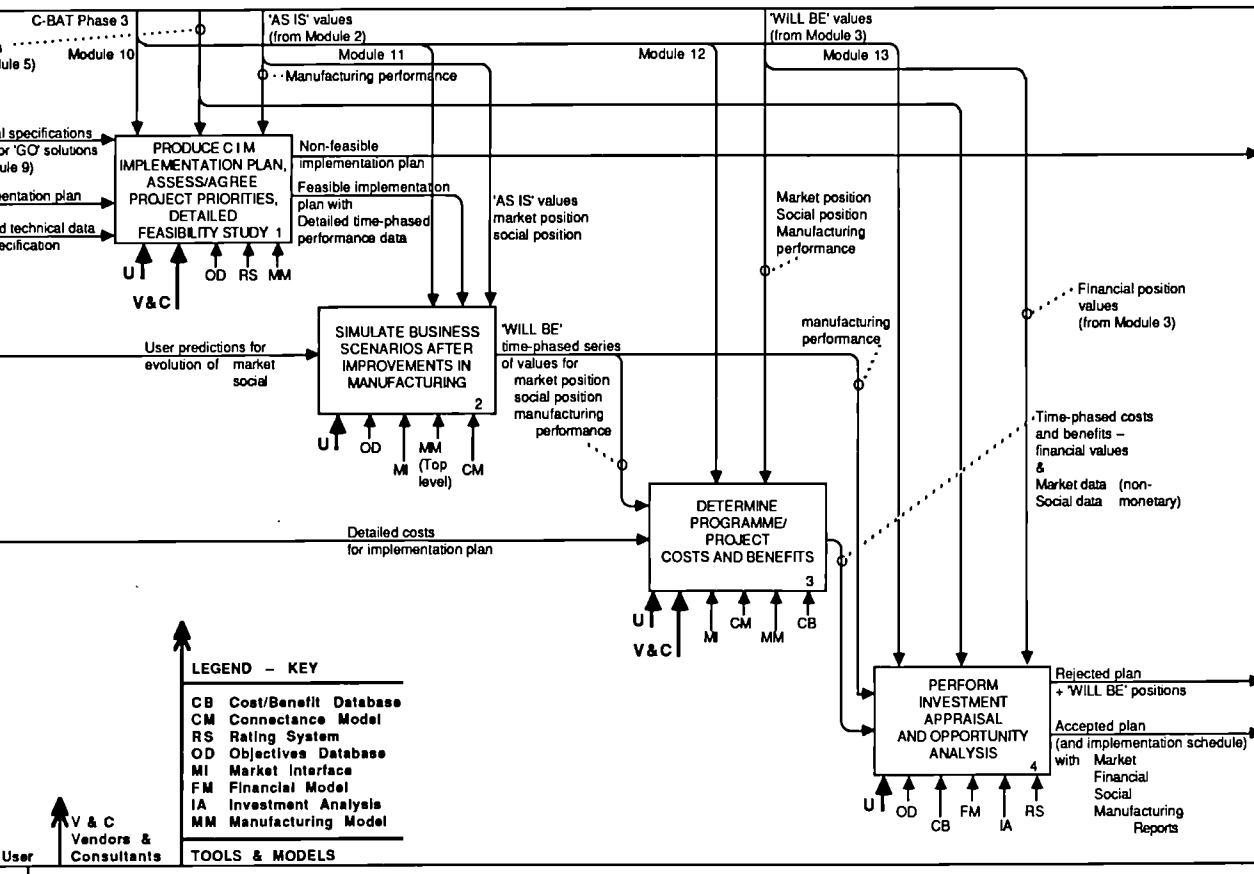 C-BAT Phase 3
'AS IS' values
(from Module 2)
'WILL BE' values
(from Module 3)
Module 10
Module 11
Module 12
Module 13
ule 5)
Manufacturing performance
al specifications
or 'GO' solutions
ule 9)
entation plan
d technical data
ecification
PRODUCE C I M
IMPLEMENTATION PLAN,
ASSESS/AGREE
PROJECT PRIORITIES,
DETAILED
FEASIBILITY STUDY 1
Non-feasible
implementation plan
Feasible implementation
plan with
Detailed time-phased
performance data
'AS IS' values
market position
social position
Market position
Social position
Manufacturing
performance
U
V & C
OD
RS
MM
Financial position
values
(from Module 3)
User predictions for
evolution of market
social
SIMULATE BUSINESS
SCENARIOS AFTER
IMPROVEMENTS IN
MANUFACTURING
2
'WILL BE'
time-phased series
of values for
market position
social position
manufacturing
performance
manufacturing
performance
U
OD
MI
MM
(Top
level)
CM
Time-phased costs
and benefits –
financial values
&
Market data (non-
Social data monetary)
Detailed costs
for implementation plan
DETERMINE
PROGRAMME/
PROJECT
COSTS AND BENEFITS
3
U
V & C
MI
CM
MM
CB
PERFORM
INVESTMENT
APPRAISAL
AND OPPORTUNITY
ANALYSIS
4
Rejected plan
+ 'WILL BE' positions
Accepted plan
(and implementation schedule)
with Market
Financial
Social
Manufacturing
Reports
U
OD
CB
FM
IA
RS
LEGEND – KEY
CB Cost/Benefit Database
CM Connectance Model
RS Rating System
OD Objectives Database
MI Market Interface
FM Financial Model
IA Investment Analysis
MM Manufacturing Model
TOOLS & MODELS
V & C
Vendors &
Consultants
User